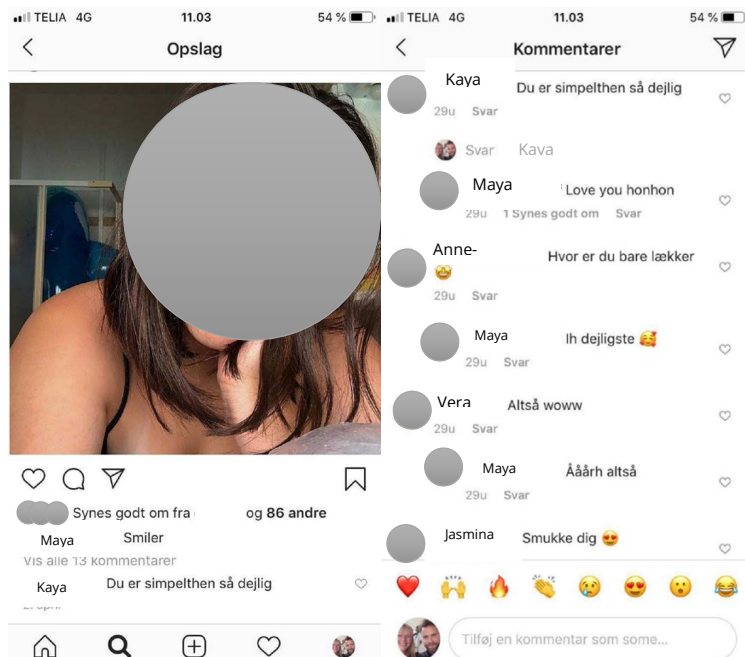 TELIA 4G 11.03 54 %
Opslag
Synes godt om fra og 86 andre
Maya Smiler
Vis alle 13 kommentarer
Kaya Du er simpelthen så dejlig
TELIA 4G 11.03 54 %
Kommentarer
Kaya Du er simpelthen så dejlig
29u Svar
Svar Kava
Maya Love you honhon
29u 1 Synes godt om Svar
Anne- Hvor er du bare lækker
🤩
29u Svar
Maya Ih dejligste 🥰
29u Svar
Vera Altså woww
29u Svar
Maya Ååårh altså
29u Svar
Jasmina Smukke dig 😍
❤️ 🙌 🔥 👏 😢 😍 😮 😂
Tilføj en kommentar som some...